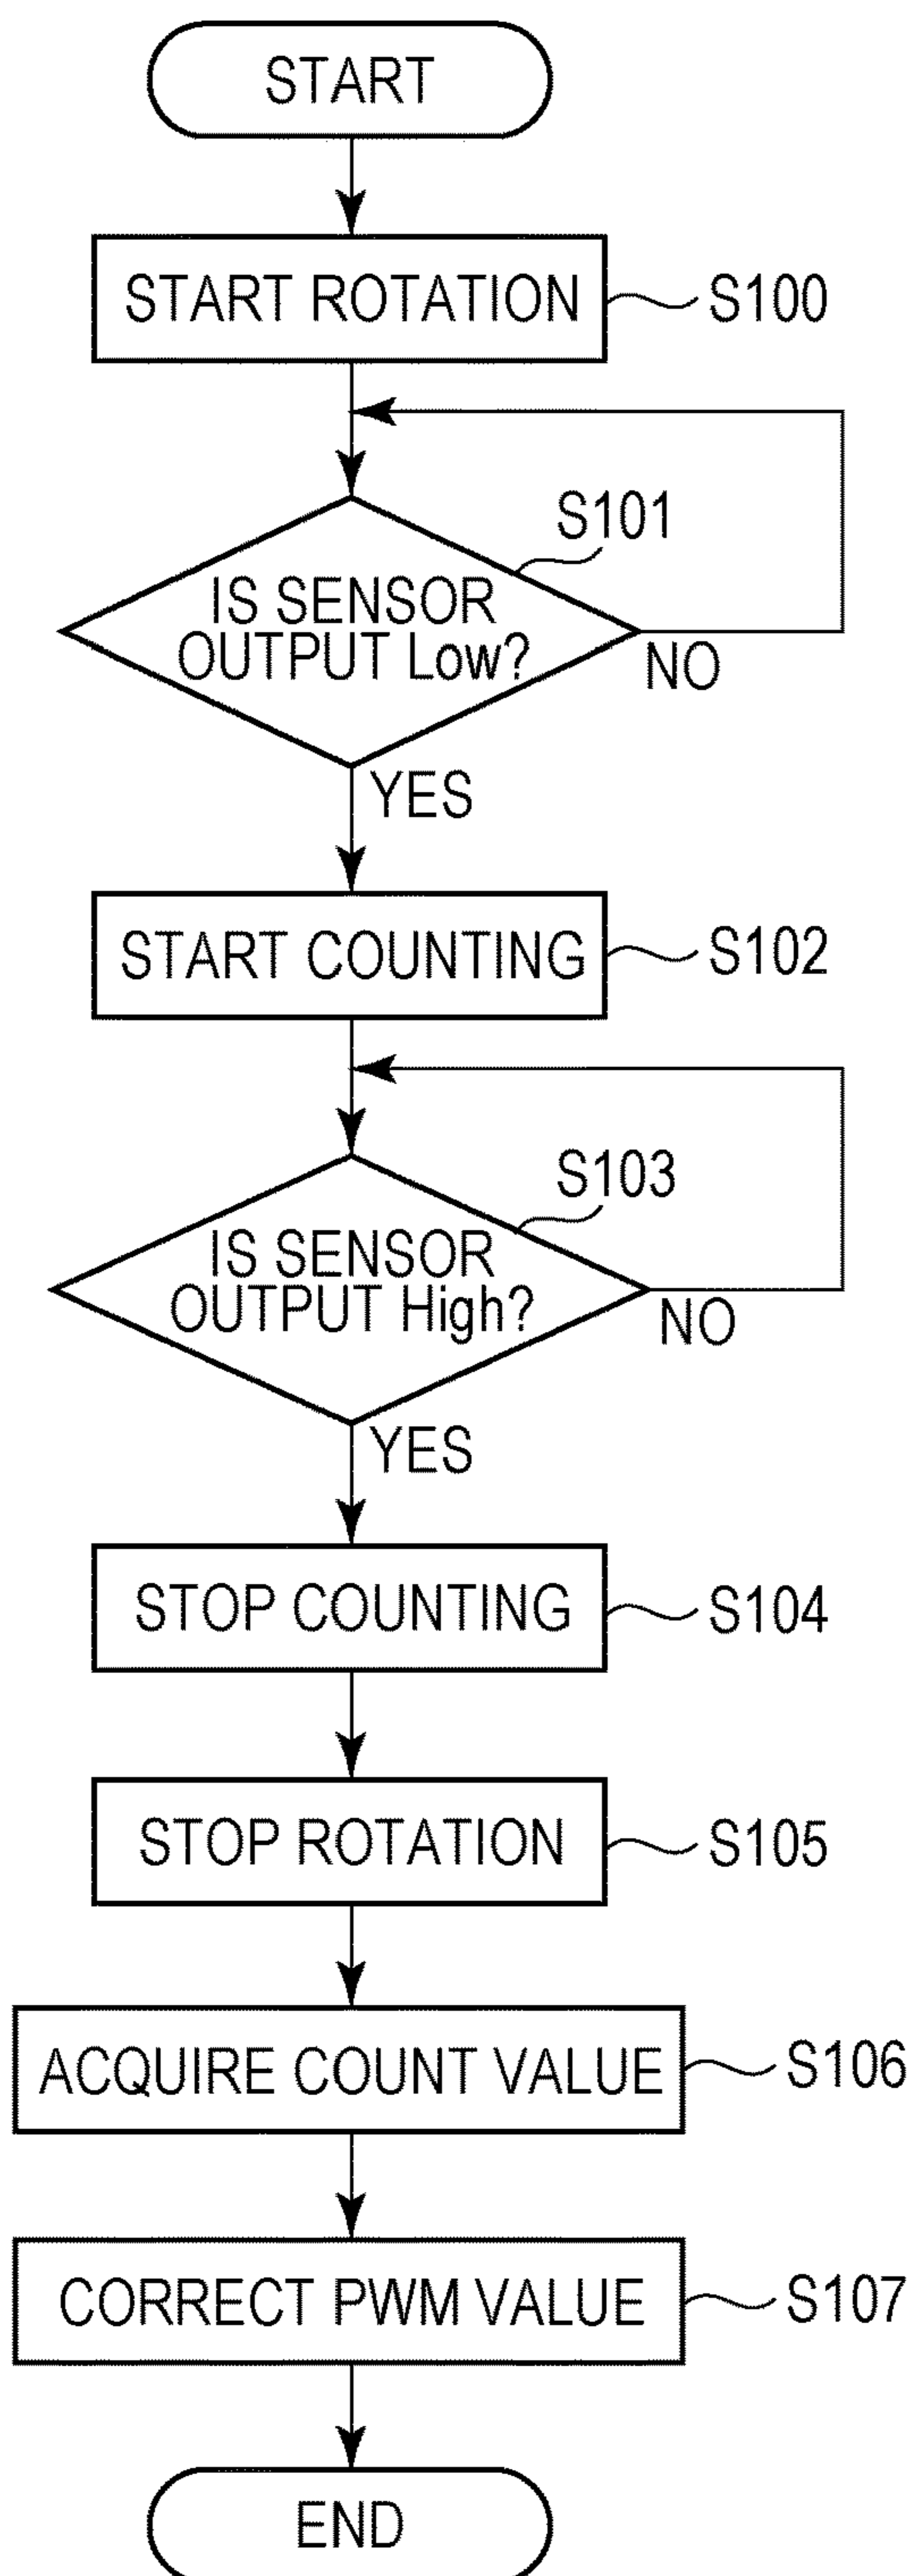 START
START ROTATION
S100
S101
IS SENSOR
OUTPUT Low?
NO
YES
START COUNTING
S102
S103
IS SENSOR
OUTPUT High?
NO
YES
STOP COUNTING
S104
STOP ROTATION
S105
ACQUIRE COUNT VALUE
S106
CORRECT PWM VALUE
S107
END